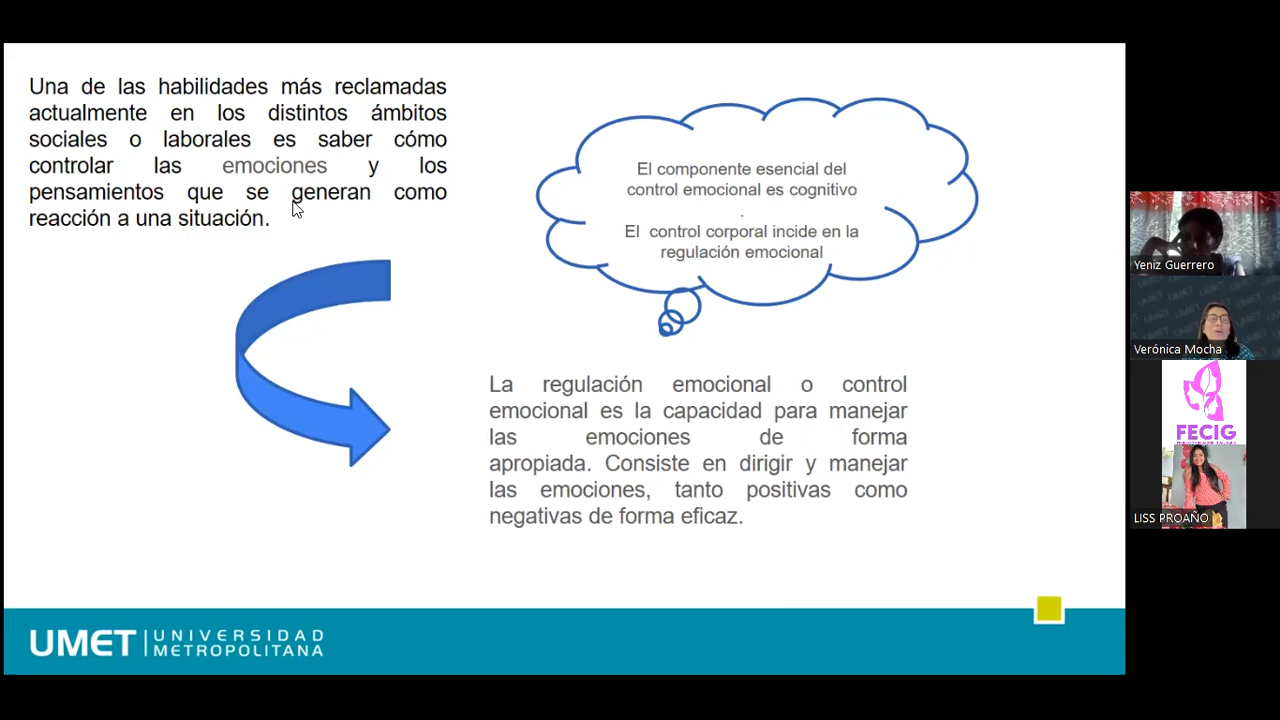 Una de las habilidades más reclamadas
actualmente en los distintos ámbitos
sociales o laborales es saber cómo
controlar las emociones y los
pensamientos que se generan como
reacción a una situación.
El componente esencial del
control emocional es cognitivo
.
El control corporal incide en la
regulación emocional
La regulación emocional o control
emocional es la capacidad para manejar
las emociones de forma
apropiada. Consiste en dirigir y manejar
las emociones, tanto positivas como
negativas de forma eficaz.
UMET
UNIVERSIDAD
METROPOLITANA
Yeniz Guerrero
Verónica Mocha
FECIG
LISS PROAÑO